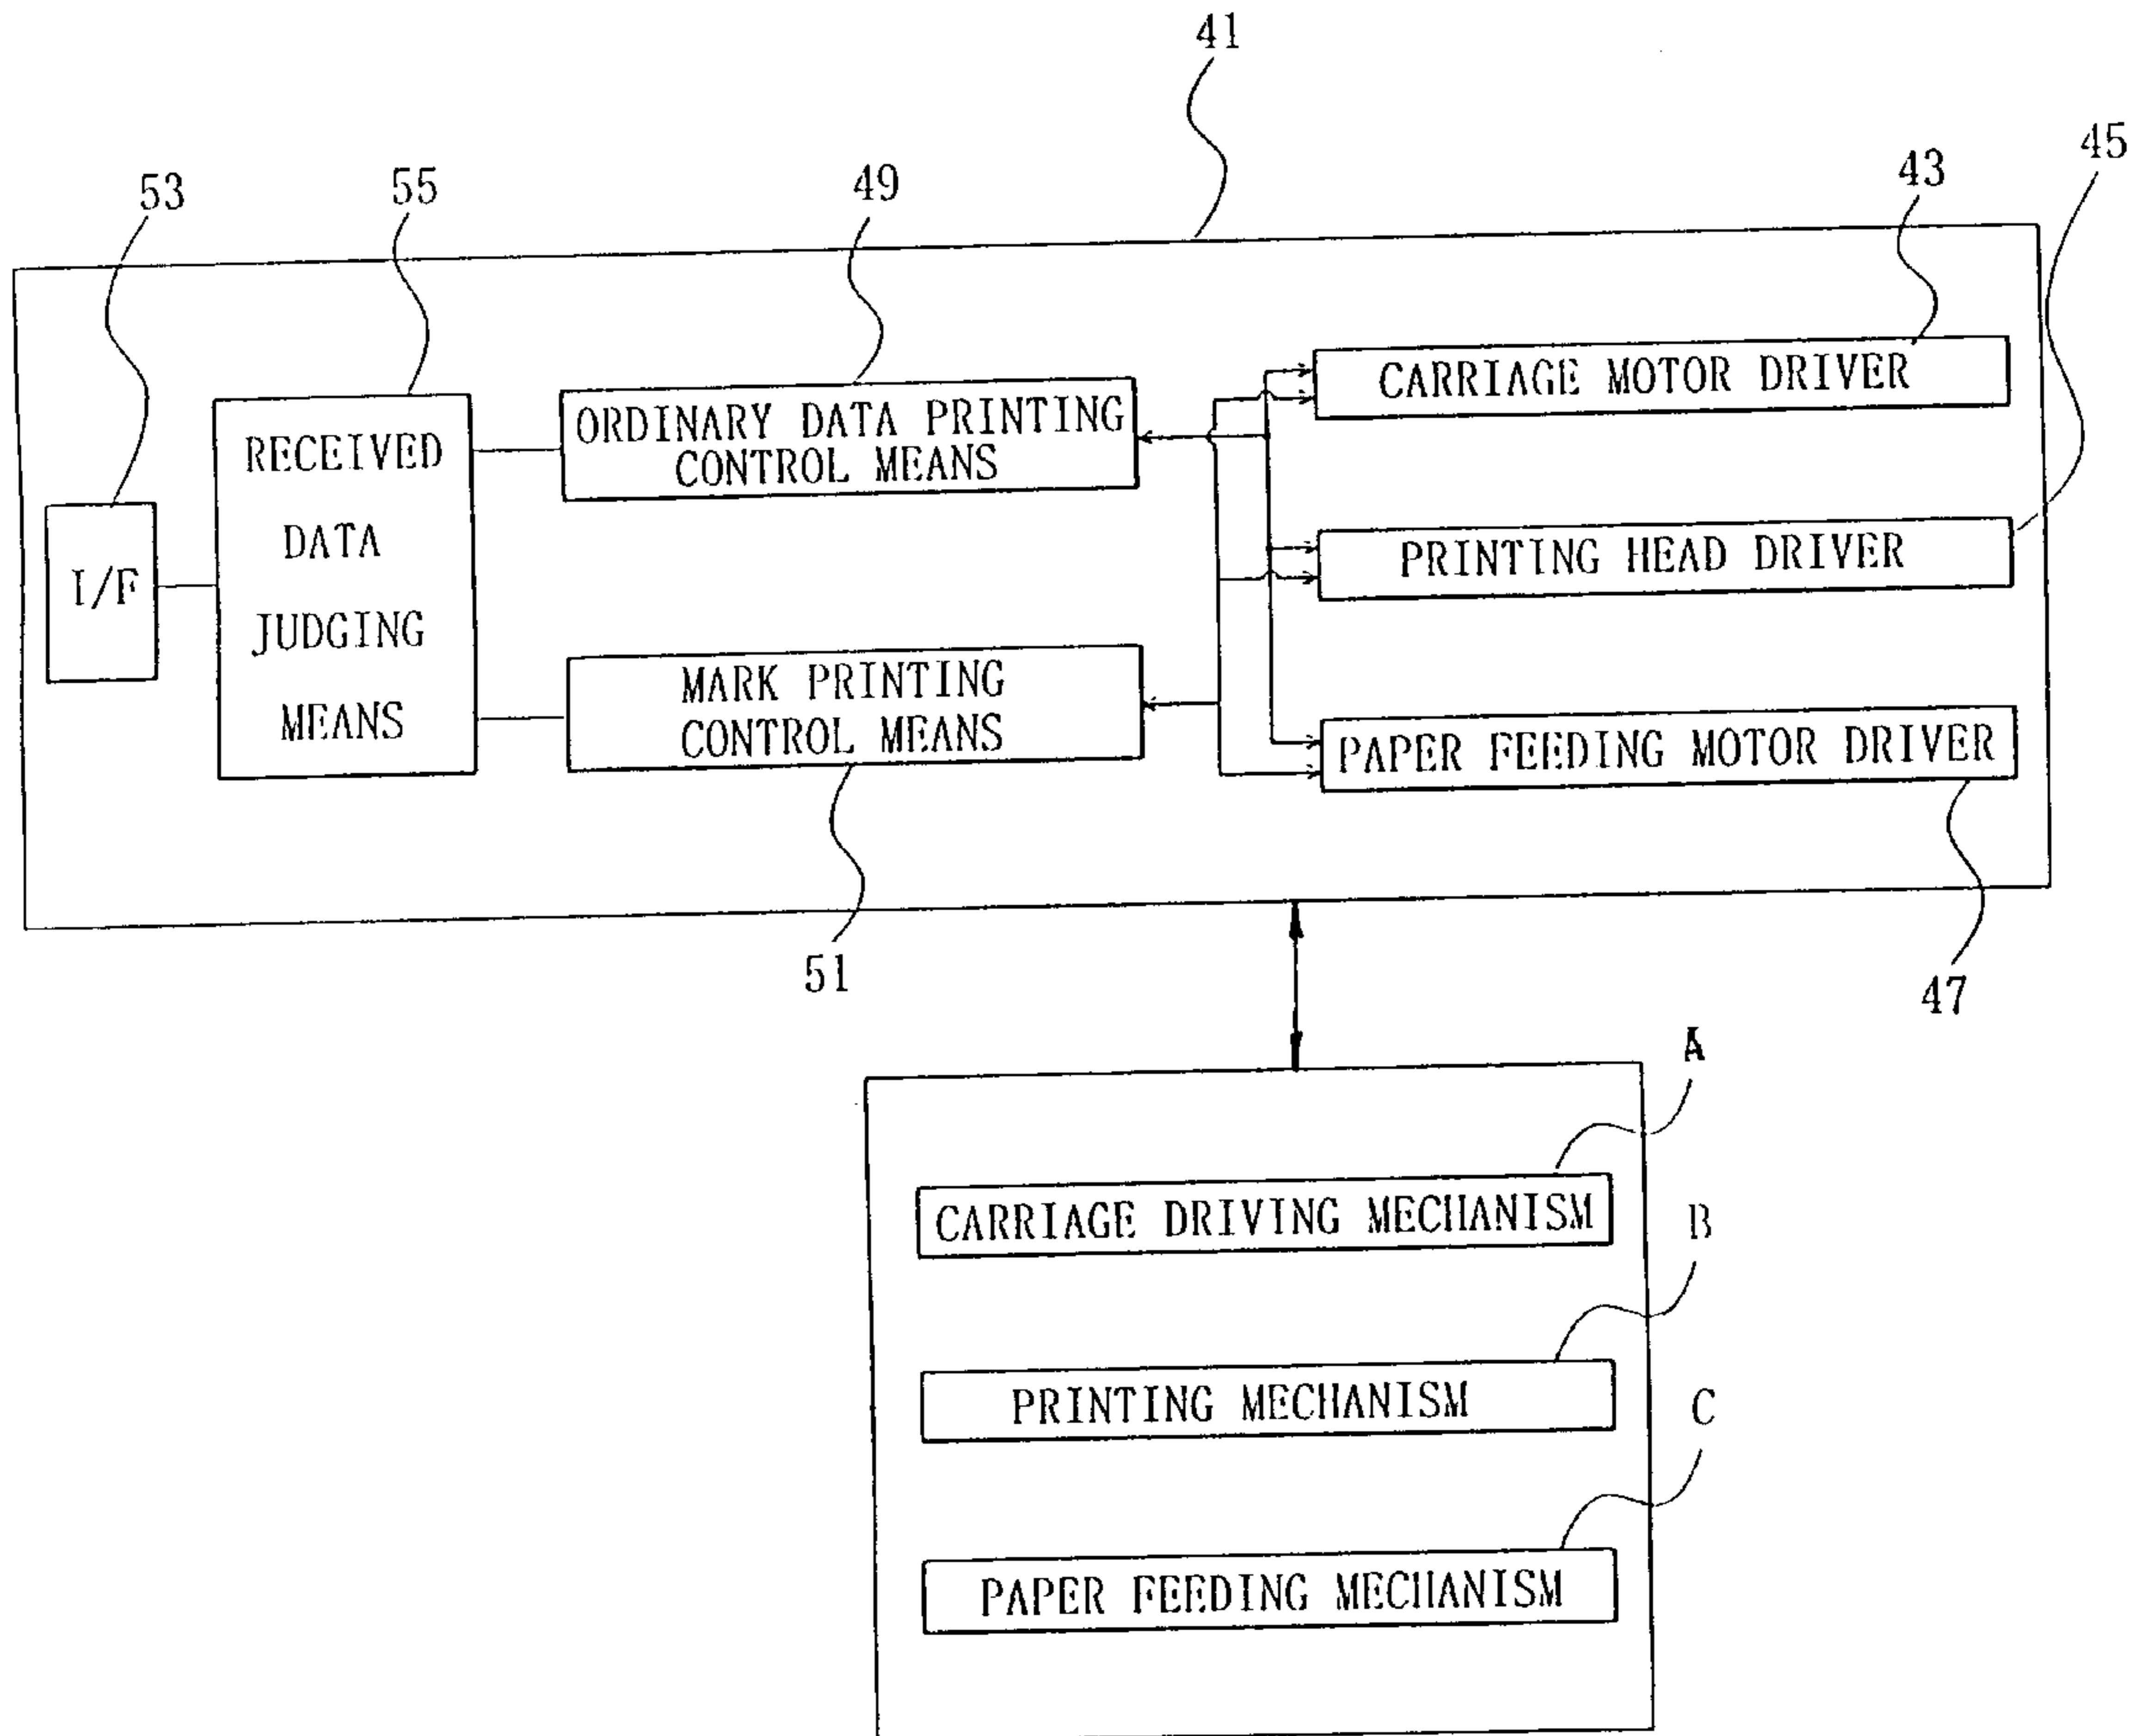 41
45
43
49
55
53
CARRIAGE MOTOR DRIVER
ORDINARY DATA PRINTING
CONTROL MEANS
RECEIVED
DATA
JUDGING
MEANS
I/F
PRINTING HEAD DRIVER
MARK PRINTING
CONTROL MEANS
PAPER FEEDING MOTOR DRIVER
51
47
A
CARRIAGE DRIVING MECHANISM
B
PRINTING MECHANISM
C
PAPER FEEDING MECHANISM